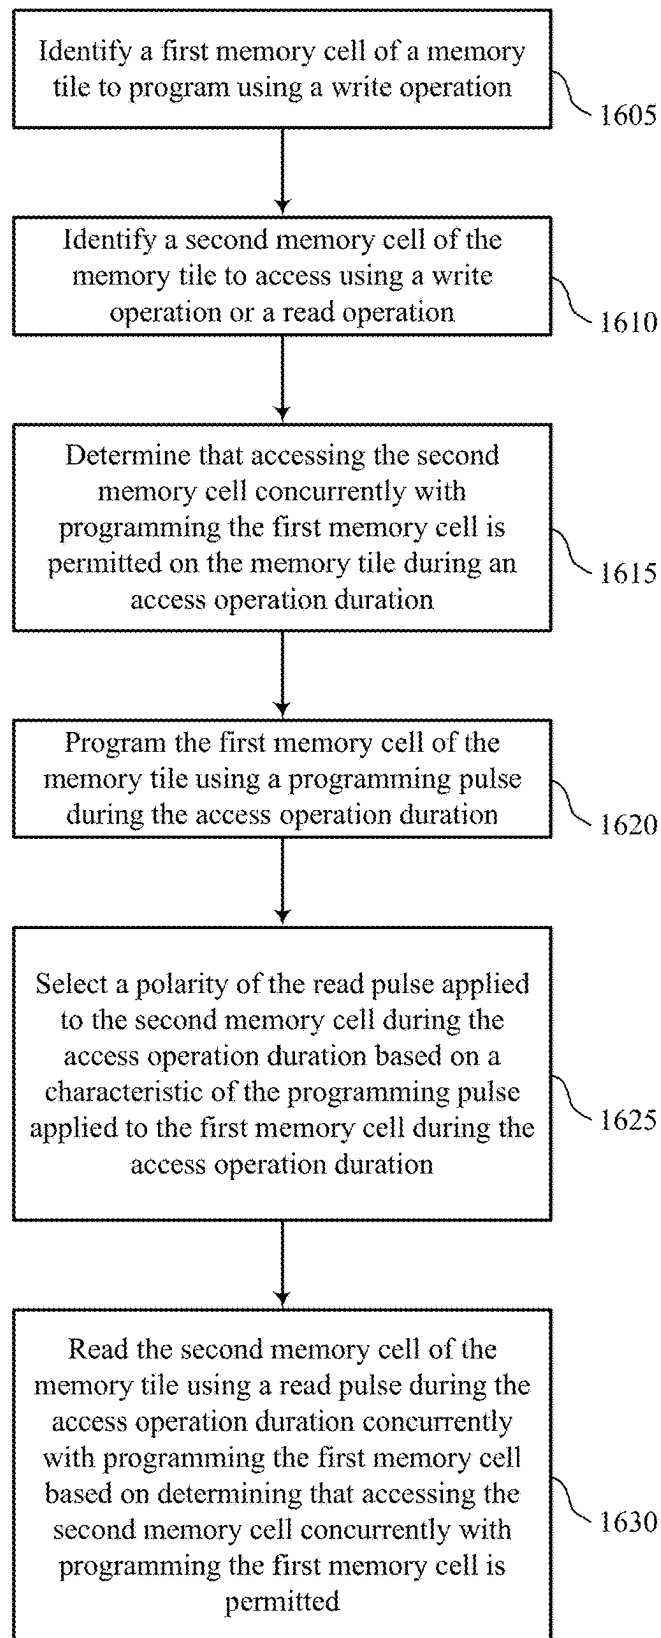 Identify a first memory cell of a memory
tile to program using a write operation
1605
Identify a second memory cell of the
memory tile to access using a write
operation or a read operation
1610
Determine that accessing the second
memory cell concurrently with
programming the first memory cell is
permitted on the memory tile during an
access operation duration
1615
Program the first memory cell of the
memory tile using a programming pulse
during the access operation duration
1620
Select a polarity of the read pulse applied
to the second memory cell during the
access operation duration based on a
characteristic of the programming pulse
applied to the first memory cell during the
access operation duration
1625
Read the second memory cell of the
memory tile using a read pulse during the
access operation duration concurrently
with programming the first memory cell
based on determining that accessing the
second memory cell concurrently with
programming the first memory cell is
permitted
1630